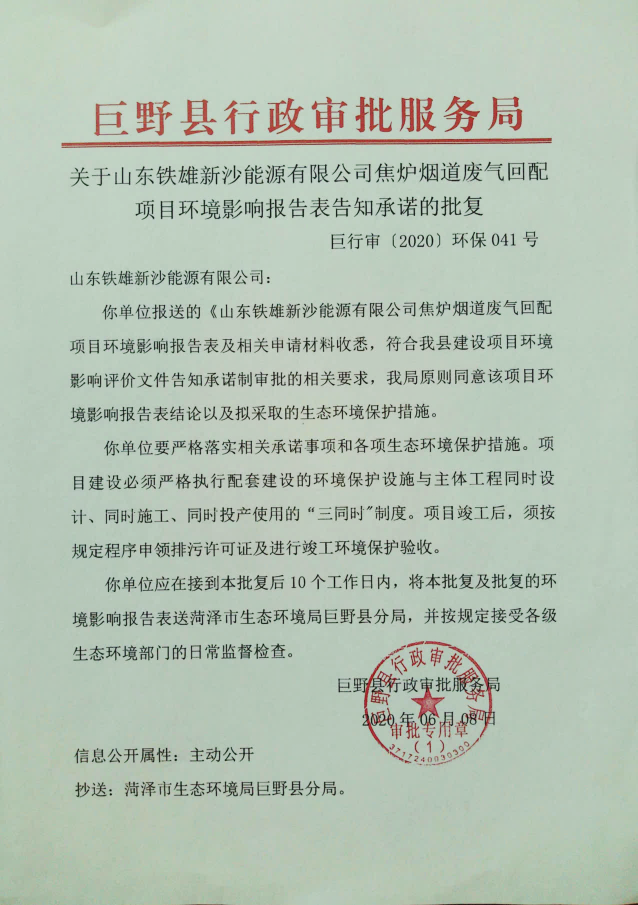 巨野县行政审批服务局
关于山东铁雄新沙能源有限公司焦炉烟道废气回配
项目环境影响报告表告知承诺的批复
巨行审〔2020〕环保 041 号
山东铁雄新沙能源有限公司：
你单位报送的《山东铁雄新沙能源有限公司焦炉烟道废气回配
项目环境影响报告表及相关申请材料收悉，符合我县建设项目环境
影响评价文件告知承诺制审批的相关要求，我局原则同意该项目环
境影响报告表结论以及拟采取的生态环境保护措施。
你单位要严格落实相关承诺事项和各项生态环境保护措施。项
目建设必须严格执行配套建设的环境保护设施与主体工程同时设
计、同时施工、同时投产使用的“三同时"制度。项目竣工后，须按
规定程序申领排污许可证及进行竣工环境保护验收。
你单位应在接到本批复后 10 个工作日内，将本批复及批复的环
境影响报告表送菏泽市生态环境局巨野县分局，并按规定接受各级
生态环境部门的日常监督检查。
巨野县行政审批服务局
2020 年 06 月 08 日
巨野县行政审批服务局
审批专用章
（1）
3717240030300
信息公开属性：主动公开
抄送：菏泽市生态环境局巨野县分局。